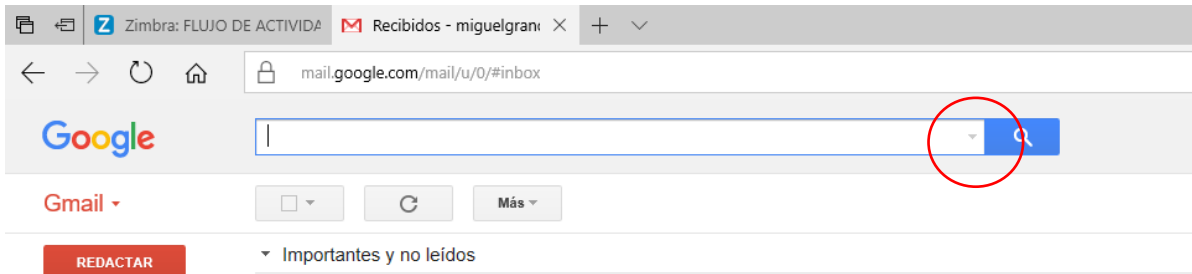 Zimbra: FLUJO DE ACTIVIDA
Recibidos - miguelgran
mail.google.com/mail/u/0/#inbox
Google
Gmail
Más
REDACTAR
Importantes y no leídos